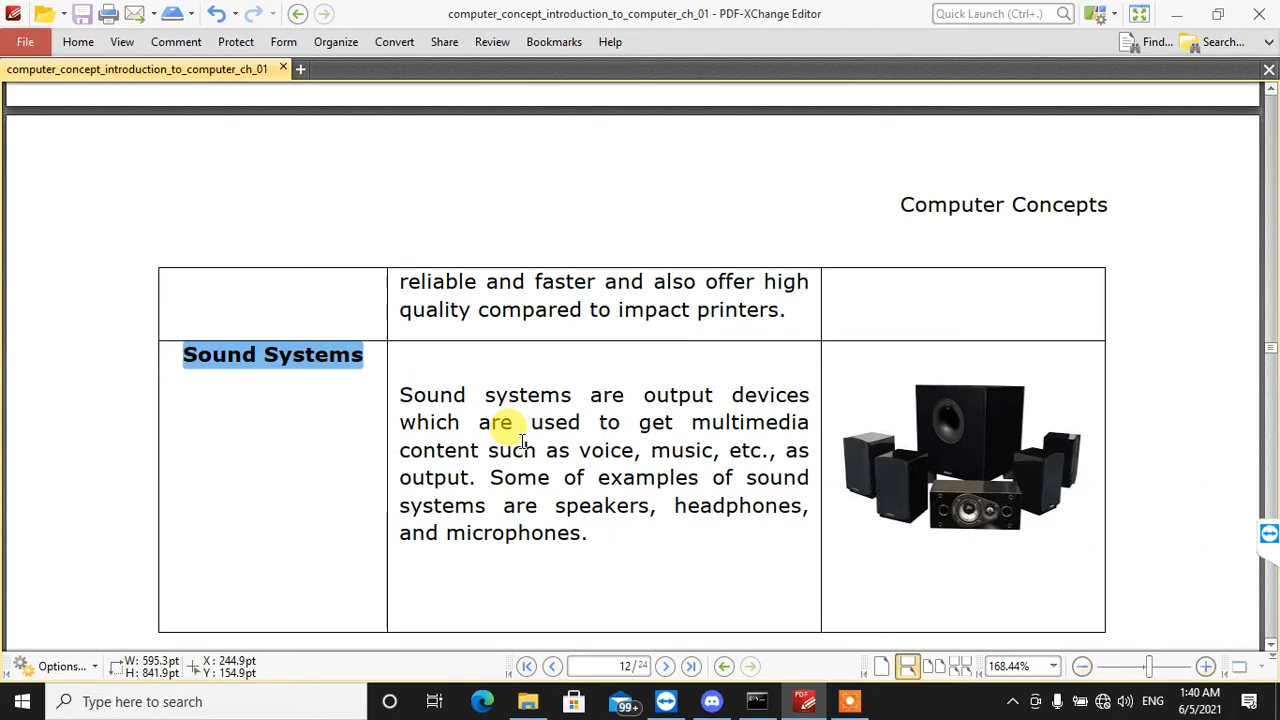 computer_concept_introduction_to_computer_ch_01 - PDF-XChange Edi
Quick Launch (Ctrl+.)
File Home View Comment Protect Form Organize Convert Share Review Bookmarks Help Find... Search...
computer_concept_introduction_to_computer_ch_01
Computer Concepts
reliable and faster and also offer high
quality compared to impact printers.
Sound Systems
Sound systems are output devices
which are used to get multimedia
content such as voice, music, etc., as
output. Some of examples of sound
systems are speakers, headphones,
and microphones.
Options... W: 595.3pt X: 244.9pt
H: 841.9pt Y: 154.9pt
12/24
168.44%
Type here to search
99+
PDF
ENG
1:40 AM
6/5/2021